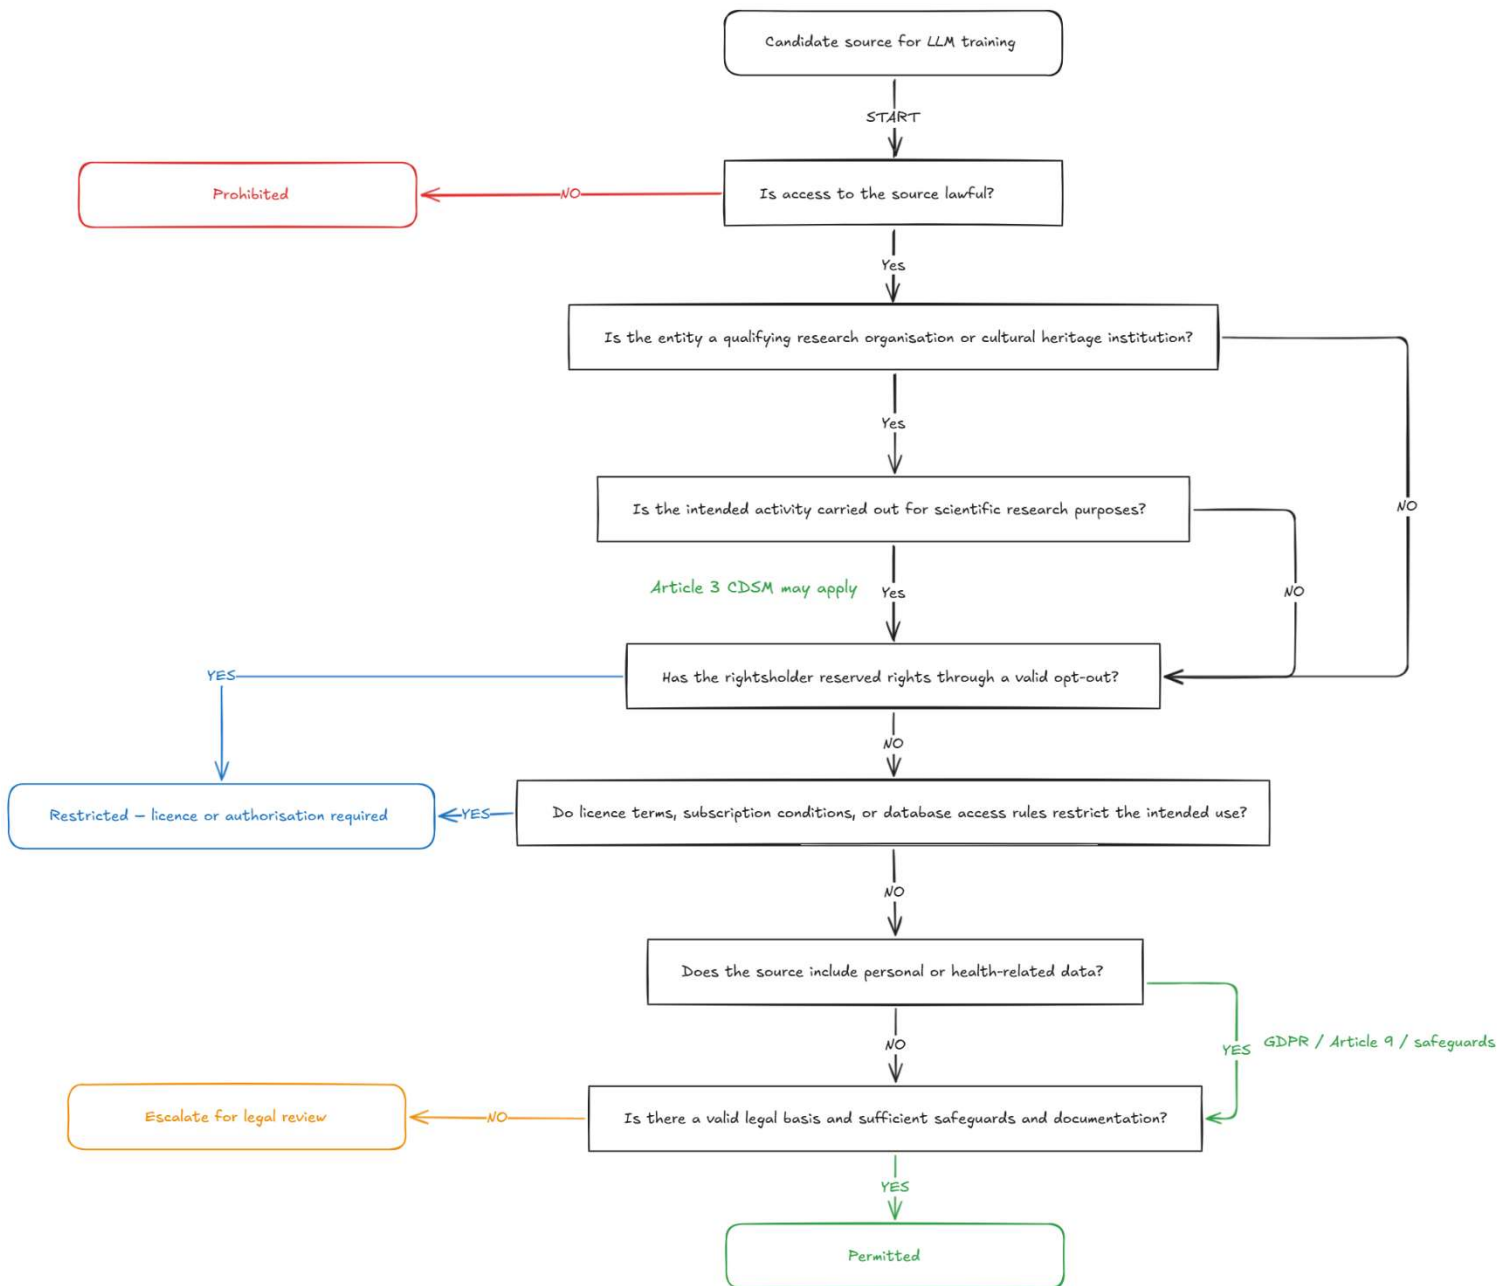 Candidate source for LLM training
START
Prohibited
NO
Is access to the source lawful?
Yes
Is the entity a qualifying research organisation or cultural heritage institution?
Yes
NO
Is the intended activity carried out for scientific research purposes?
Article 3 CDSM may apply
Yes
NO
YES
Has the rightsholder reserved rights through a valid opt-out?
NO
Restricted – licence or authorisation required
YES
Do licence terms, subscription conditions, or database access rules restrict the intended use?
NO
Does the source include personal or health-related data?
NO
YES
GDPR / Article 9 / safeguards
Escalate for legal review
NO
Is there a valid legal basis and sufficient safeguards and documentation?
YES
Permitted